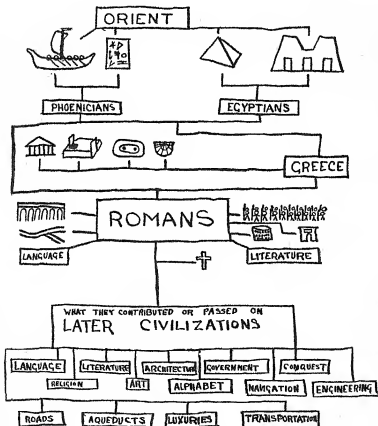 ORIENT
PHOENICIANS
EGYPTIANS
GREECE
ROMANS
LANGUAGE
LITERATURE
WHAT THEY CONTRIBUTED OR PASSED ON
LATER CIVILIZATIONS
LANGUAGE
LITERATURE
ARCHITECTURE
GOVERNMENT
CONQUEST
RELIGION
ART
ALPHABET
NAVIGATION
ENGINEERING
ROADS
AQUEDUCTS
LUXURIES
TRANSPORTATION